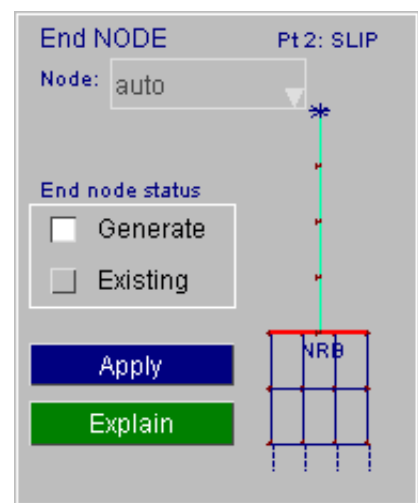 End NODE Pt 2: SLIP
Node: auto
End node status
Generate
Existing
NRB
Apply
Explain